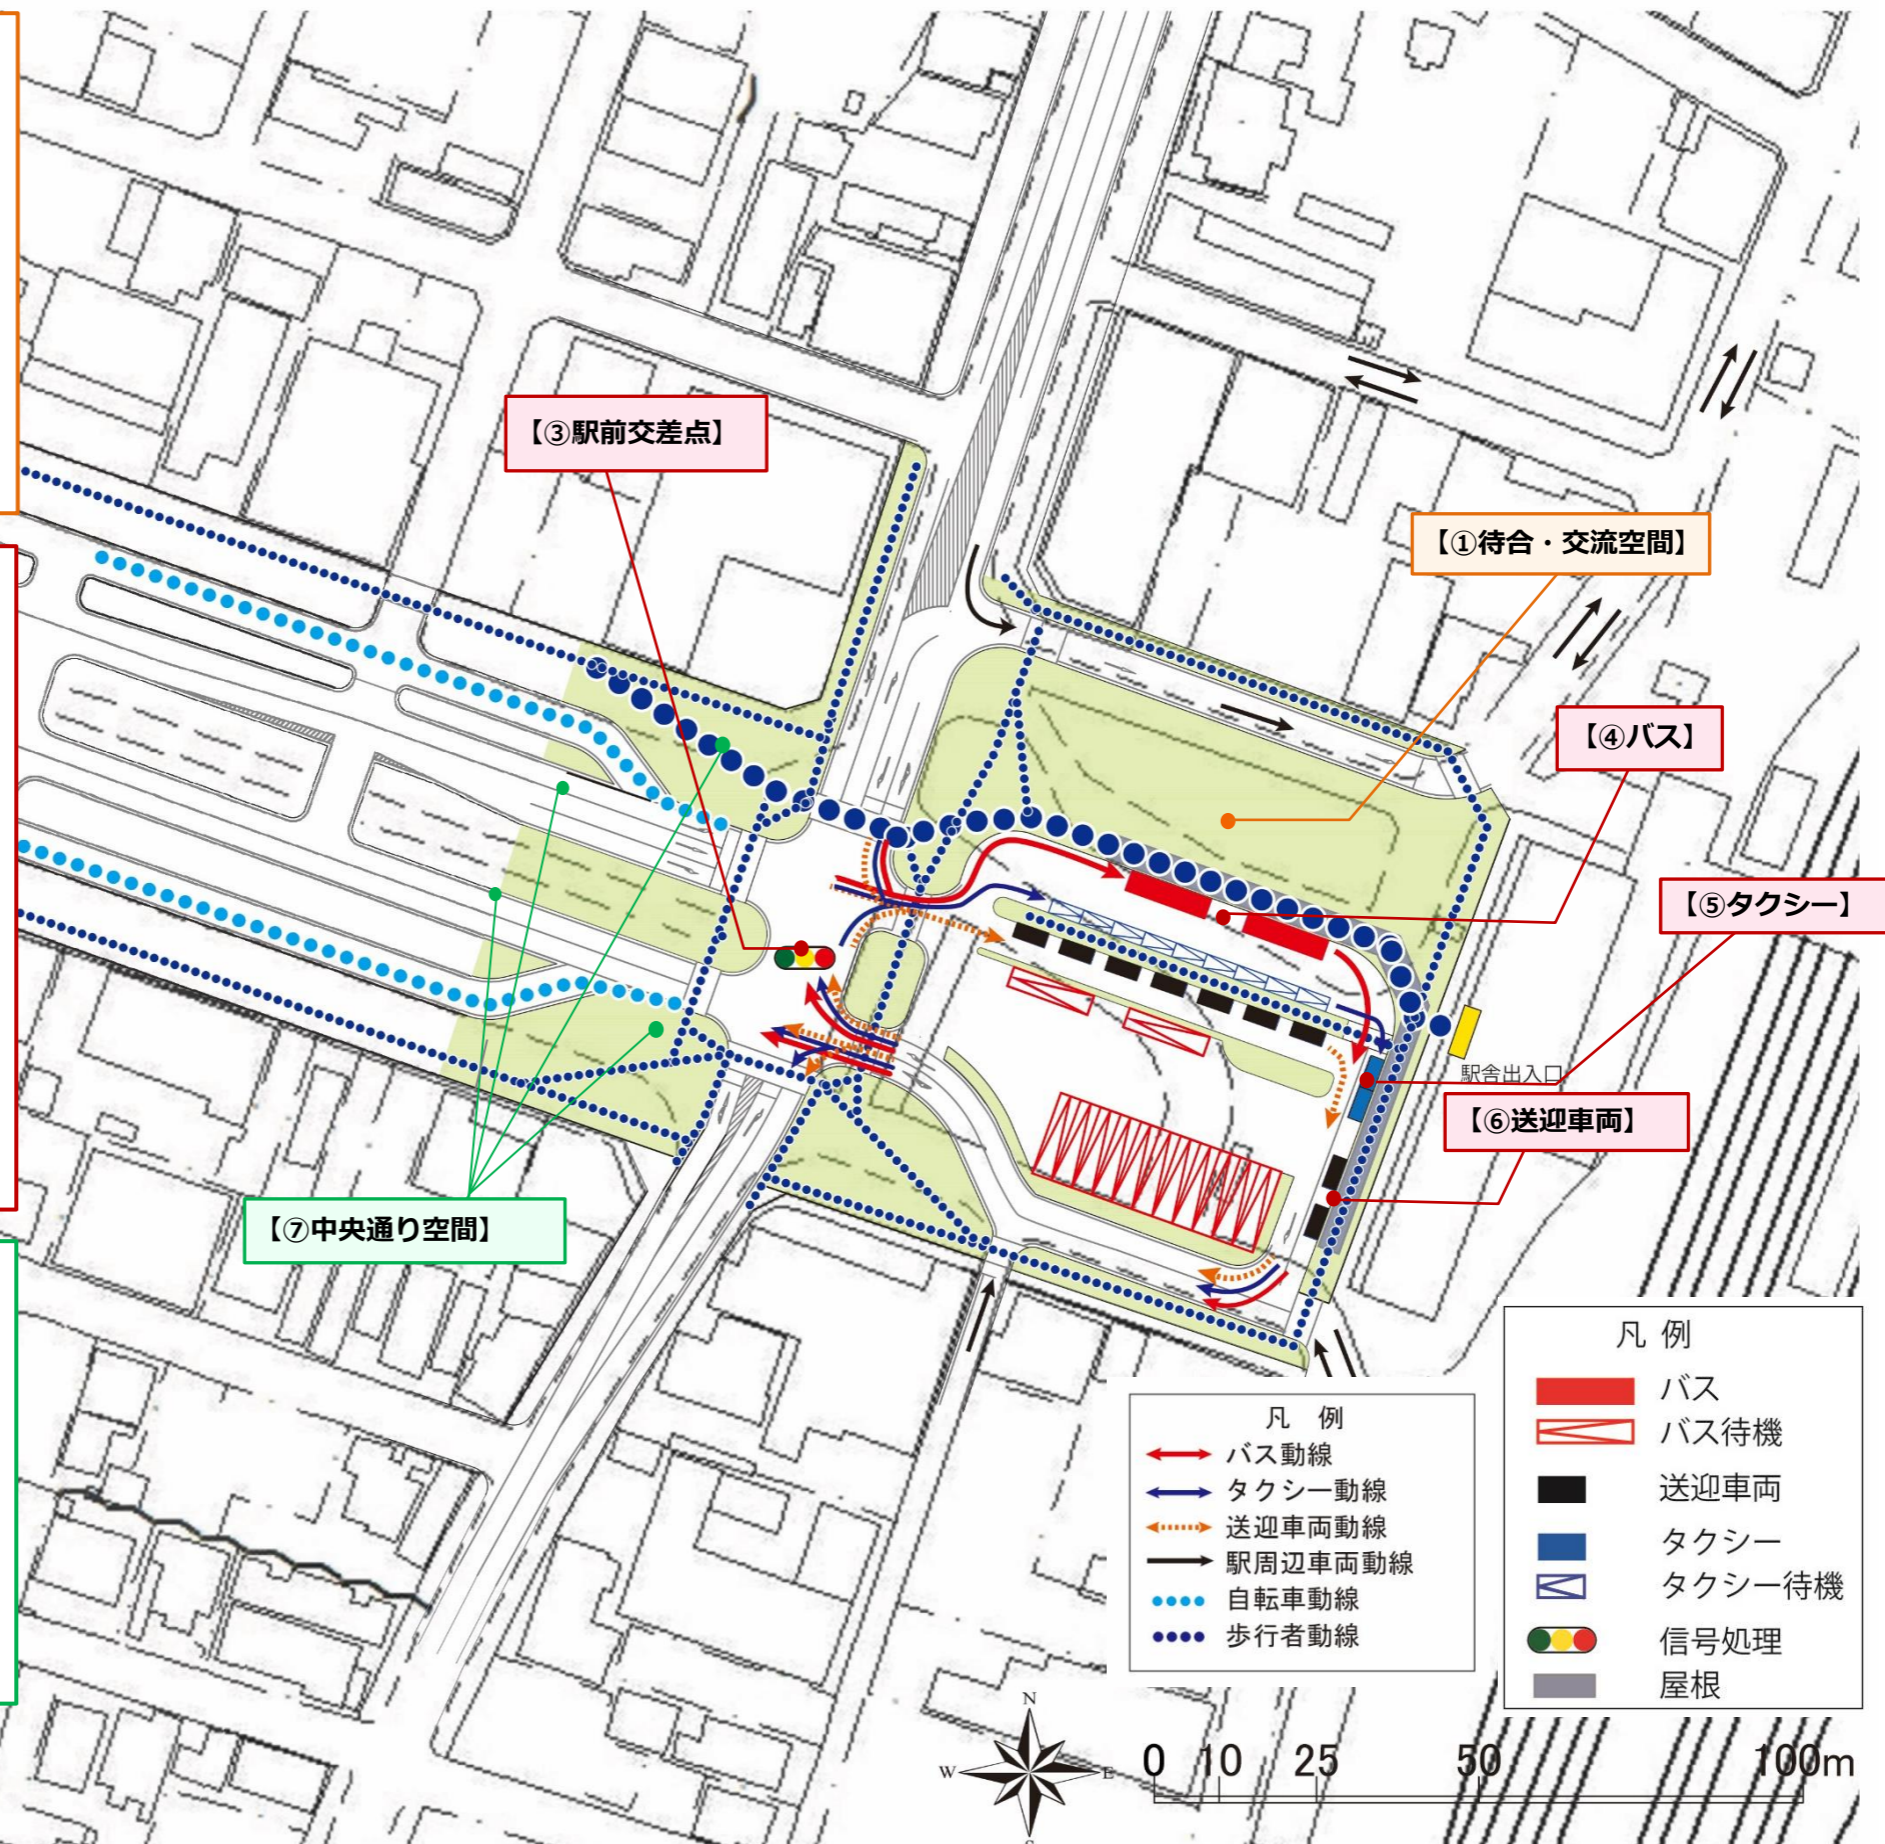 【③駅前交差点】
【①待合・交流空間】
【④バス】
【⑤タクシー】
駅舎出入口
【⑥送迎車両】
【⑦中央通り空間】
凡 例
バス動線
タクシー動線
送迎車両動線
駅周辺車両動線
自転車動線
歩行者動線
凡 例
バス
バス待機
送迎車両
タクシー
タクシー待機
信号処理
屋根
N
W
E
S
0 10 25 50 100m